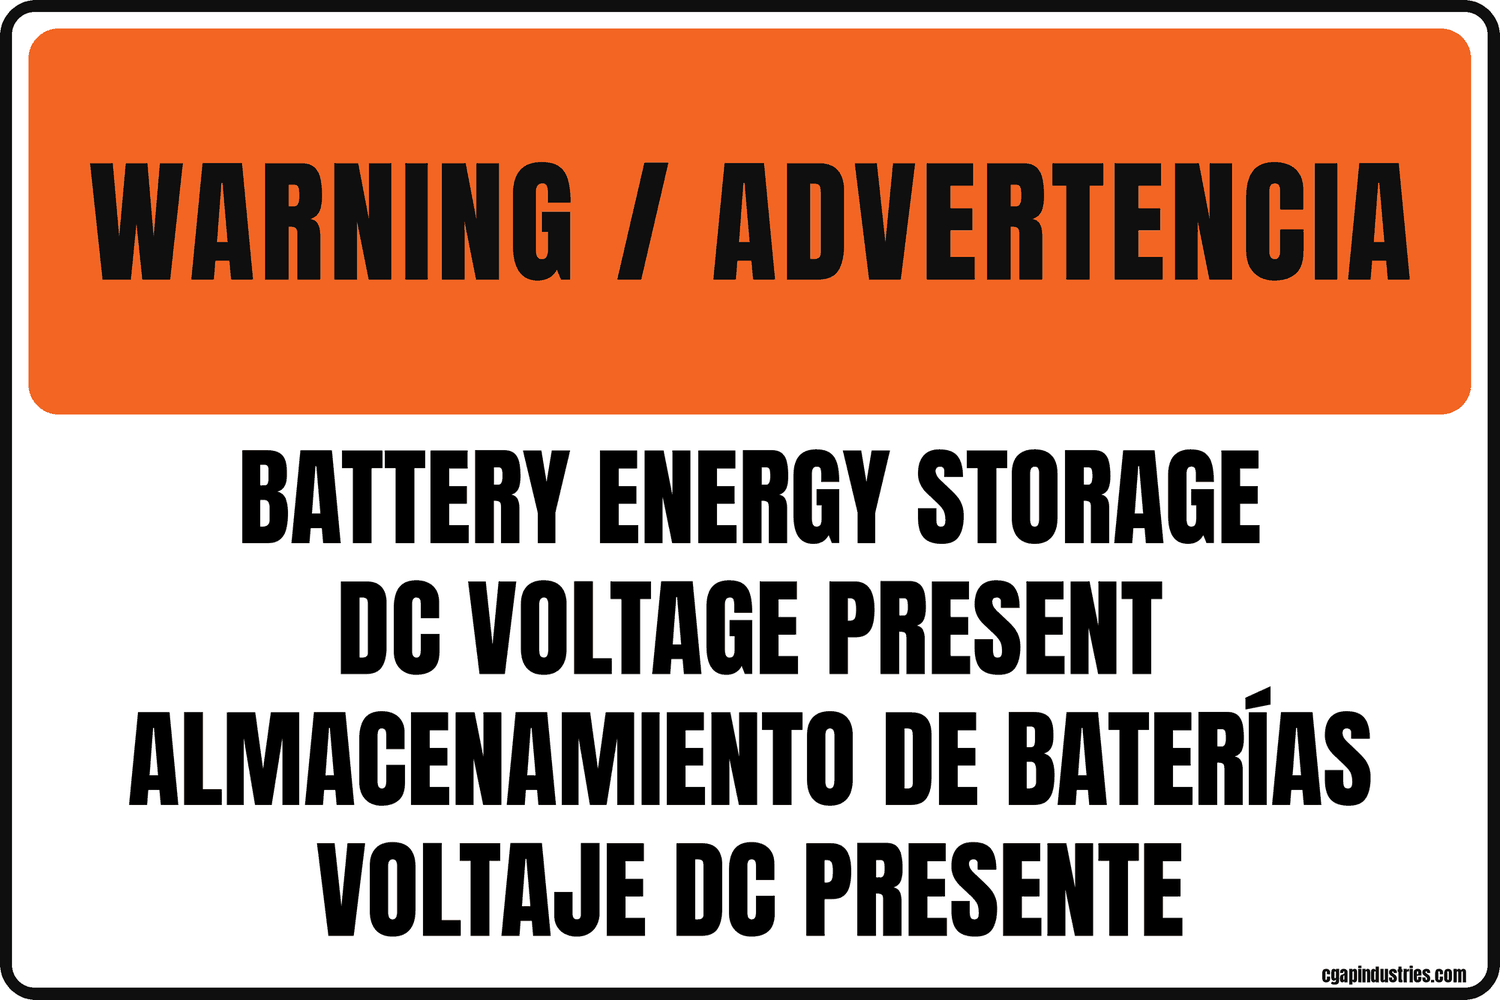 WARNING / ADVERTENCIA
BATTERY ENERGY STORAGE
DC VOLTAGE PRESENT
ALMACENAMIENTO DE BATERÍAS
VOLTAJE DC PRESENTE
cgapindustries.com